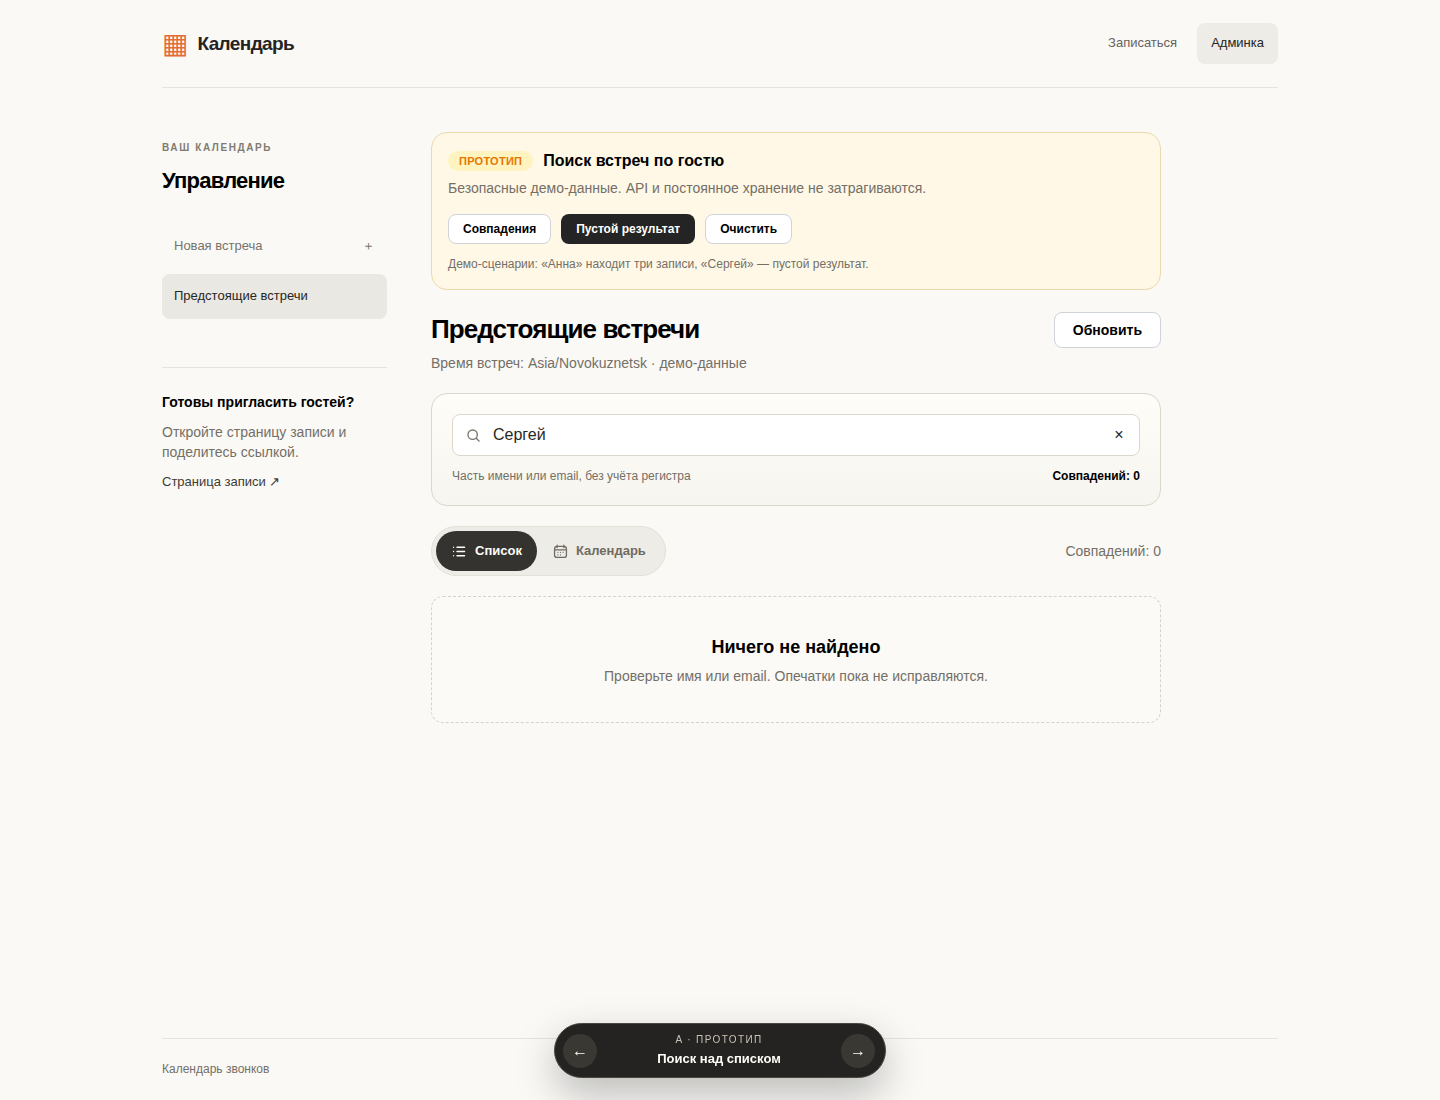 Календарь
Записаться
Админка
ВАШ КАЛЕНДАРЬ
Управление
Новая встреча +
Предстоящие встречи
Готовы пригласить гостей?
Откройте страницу записи и
поделитесь ссылкой.
Страница записи ↗
ПРОТОТИП Поиск встреч по гостю
Безопасные демо-данные. API и постоянное хранение не затрагиваются.
Совпадения Пустой результат Очистить
Демо-сценарии: «Анна» находит три записи, «Сергей» — пустой результат.
Предстоящие встречи
Обновить
Время встреч: Asia/Novokuznetsk · демо-данные
Сергей ×
Часть имени или email, без учёта регистра
Совпадений: 0
Список Календарь
Совпадений: 0
Ничего не найдено
Проверьте имя или email. Опечатки пока не исправляются.
← A · ПРОТОТИП →
Поиск над списком
Календарь звонков